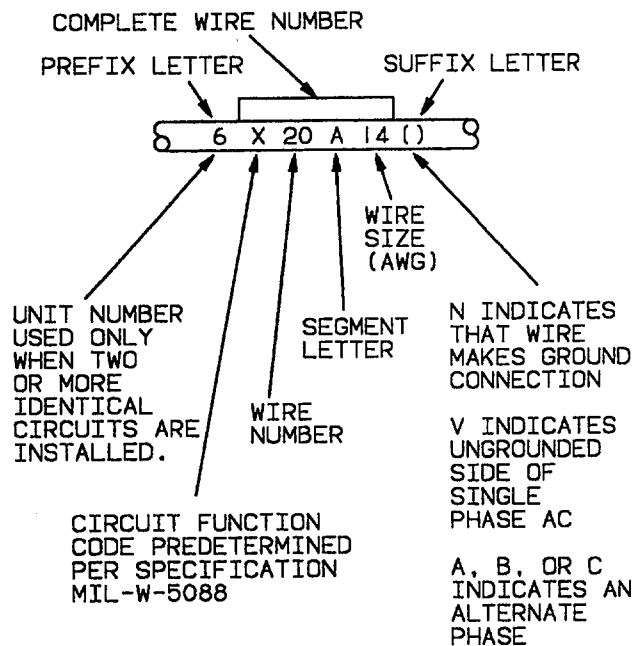 COMPLETE WIRE NUMBER
PREFIX LETTER
SUFFIX LETTER
6 X 20 A 14 ()
WIRE
SIZE
(AWG)
UNIT NUMBER
USED ONLY
WHEN TWO
OR MORE
IDENTICAL
CIRCUITS ARE
INSTALLED.
SEGMENT
LETTER
WIRE
NUMBER
CIRCUIT FUNCTION
CODE PREDETERMINED
PER SPECIFICATION
MIL-W-5088
N INDICATES
THAT WIRE
MAKES GROUND
CONNECTION
V INDICATES
UNGROUNDED
SIDE OF
SINGLE
PHASE AC
A, B, OR C
INDICATES AN
ALTERNATE
PHASE